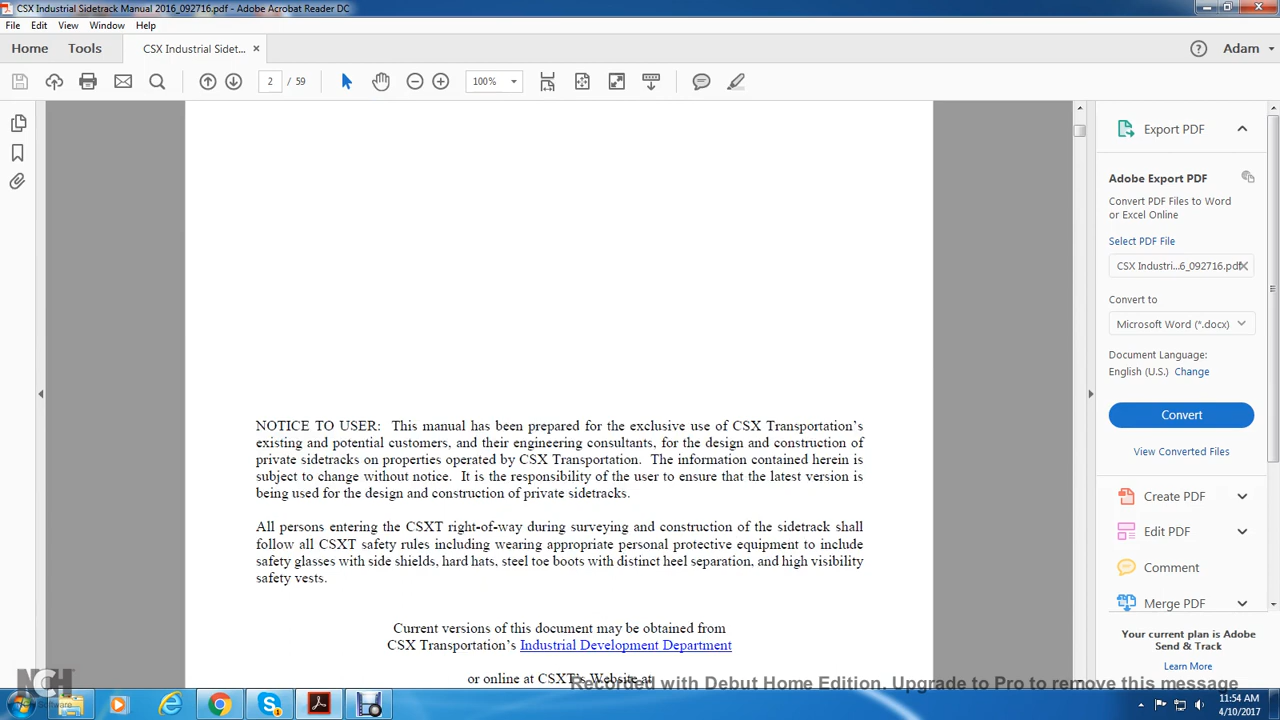 CSX Industrial Sidetrack Manual 2016_092716.pdf - Adobe Acrobat Reader DC
File Edit View Window Help
Home Tools CSX Industrial Sidet... × Adam
2 / 59 100%
Export PDF
Adobe Export PDF
Convert PDF Files to Word
or Excel Online
Select PDF File
CSX Industri...6_092716.pdf
Convert to
Microsoft Word (*.docx)
Document Language:
English (U.S.) Change
Convert
View Converted Files
Create PDF
Edit PDF
Comment
Merge PDF
Your current plan is Adobe
Send & Track
Learn More
NOTICE TO USER: This manual has been prepared for the exclusive use of CSX Transportation's
existing and potential customers, and their engineering consultants, for the design and construction of
private sidetracks on properties operated by CSX Transportation. The information contained herein is
subject to change without notice. It is the responsibility of the user to ensure that the latest version is
being used for the design and construction of private sidetracks.
All persons entering the CSXT right-of-way during surveying and construction of the sidetrack shall
follow all CSXT safety rules including wearing appropriate personal protective equipment to include
safety glasses with side shields, hard hats, steel toe boots with distinct heel separation, and high visibility
safety vests.
Current versions of this document may be obtained from
CSX Transportation's Industrial Development Department
or online at CSXT's Website at
Recorded with Debut Home Edition. Upgrade to Pro to remove this message
NCH Software
11:54 AM
4/10/2017